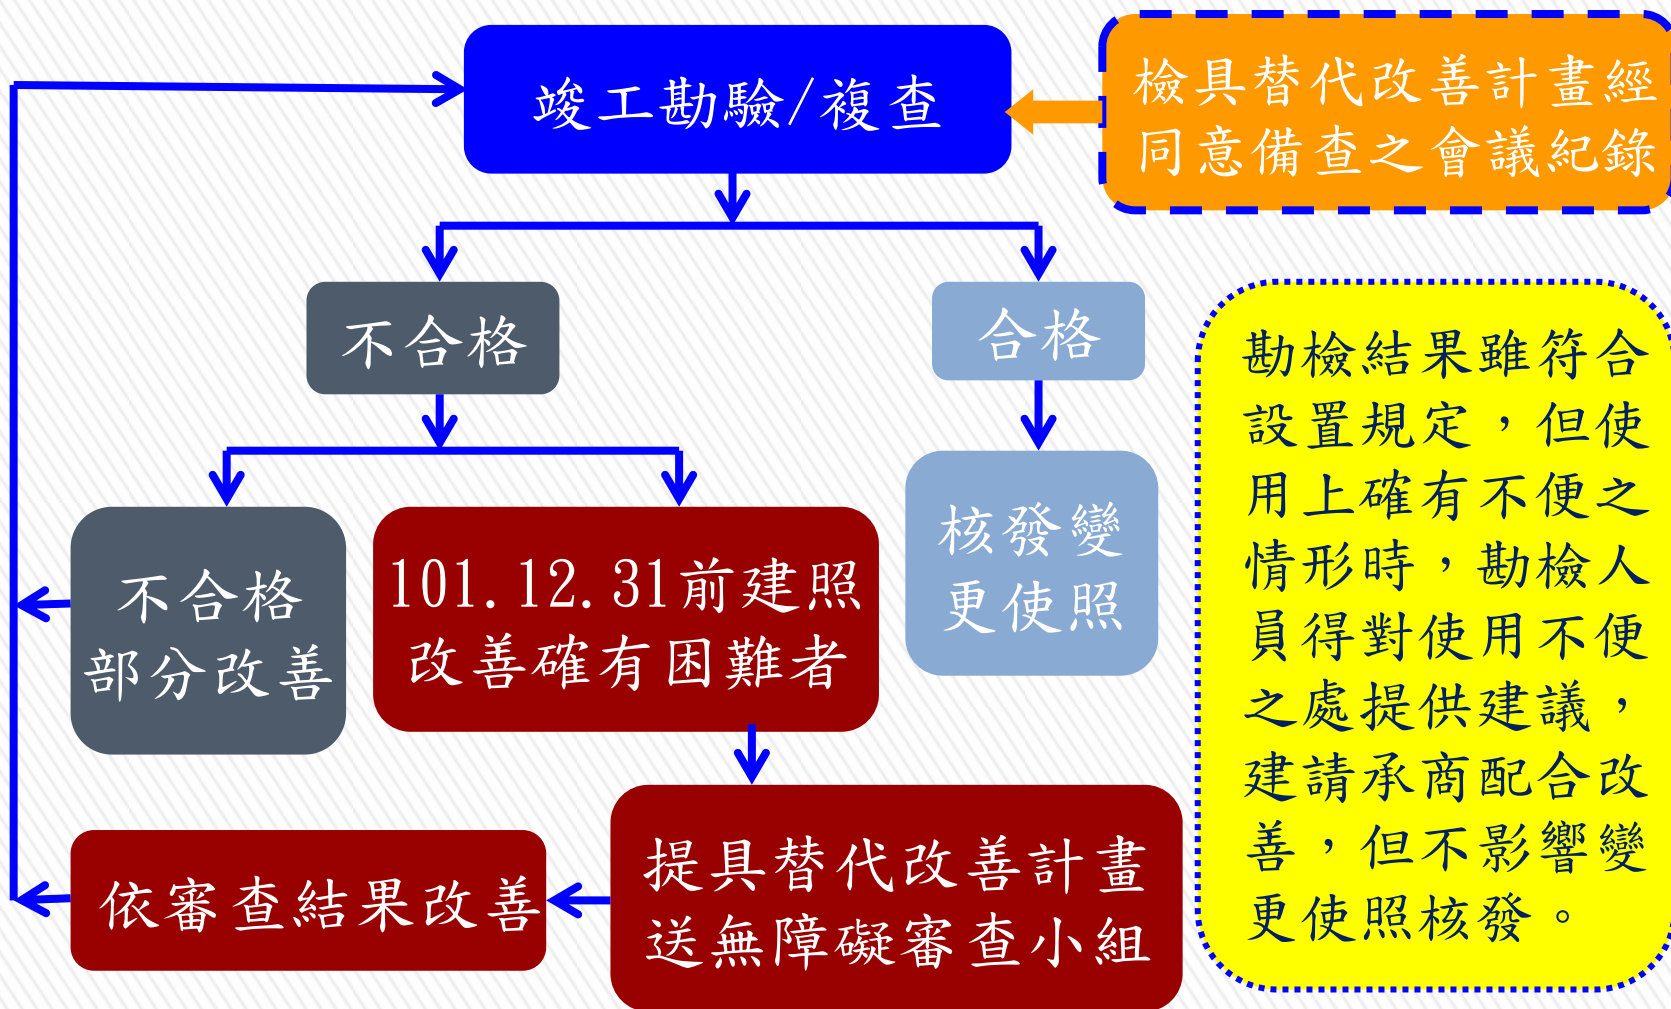 竣工勘驗/複查
檢具替代改善計畫經
同意備查之會議紀錄
不合格
合格
勘檢結果雖符合
設置規定，但使
用上確有不便之
情形時，勘檢人
員得對使用不便
之處提供建議，
建請承商配合改
善，但不影響變
更使照核發。
不合格
部分改善
101.12.31前建照
改善確有困難者
核發變
更使照
依審查結果改善
提具替代改善計畫
送無障礙審查小組